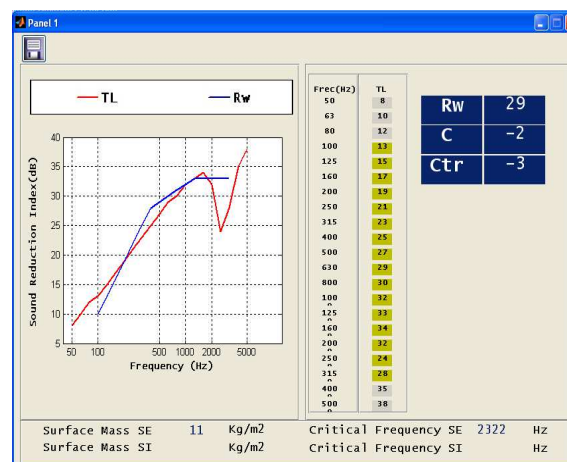 Panel 1
TL Rw
Sound Reduction Index(dB)
40
35
30
25
20
15
10
5
50 100 500 1000 2000 5000
Frequency (Hz)
Frec(Hz) TL
50 8
63 10
80 12
100 13
125 15
160 17
200 19
250 21
315 23
400 25
500 27
630 29
800 30
100 32
125 33
160 34
200 32
250 24
315 28
400 35
500 38
Rw 29
C -2
Ctr -3
Surface Mass SE 11 Kg/m2 Critical Frequency SE 2322 Hz
Surface Mass SI Kg/m2 Critical Frequency SI Hz